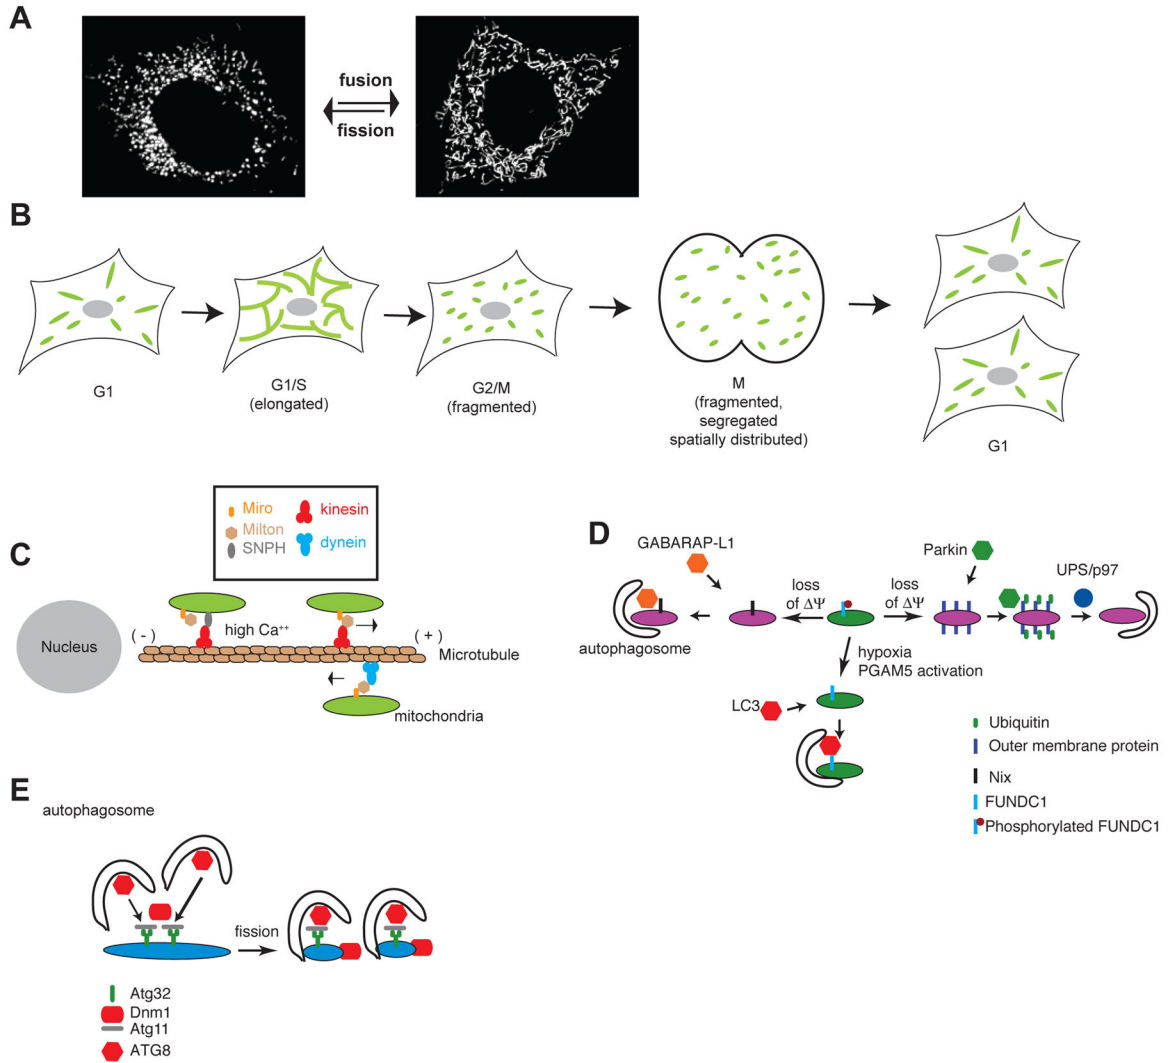 A
fusion
fission
B
G1
G1/S
(elongated)
G2/M
(fragmented)
M
(fragmented,
segregated
spatially distributed)
G1
C
Miro
Milton
SNPH
kinesin
dynein
Nucleus
(-)
high Ca++
(+)
Microtubule
mitochondria
D
GABARAP-L1
Parkin
UPS/p97
loss
of ΔΨ
loss
of ΔΨ
autophagosome
hypoxia
PGAM5 activation
LC3
Ubiquitin
Outer membrane protein
Nix
FUNDC1
Phosphorylated FUNDC1
E
autophagosome
fission
Atg32
Dnm1
Atg11
ATG8